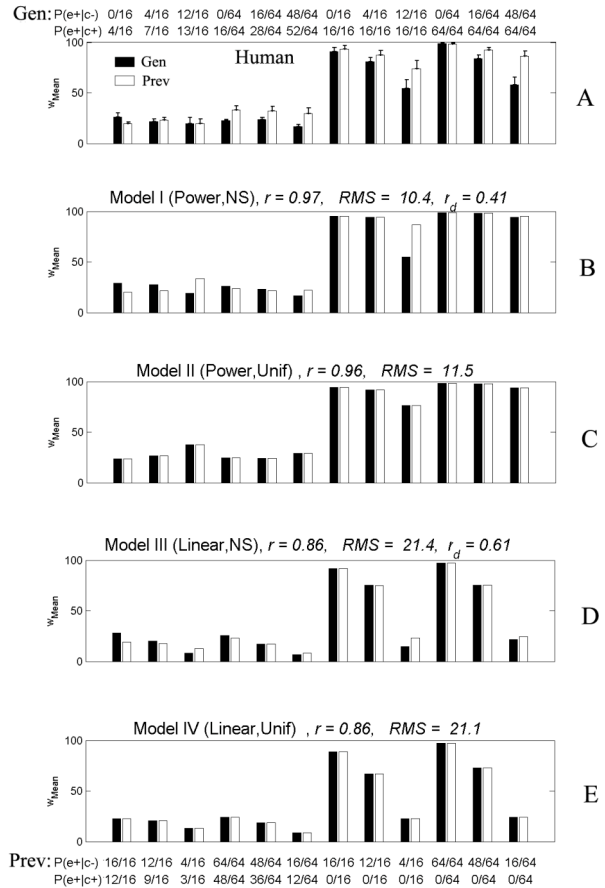 Gen: P(e+|c-) 0/16 4/16 12/16 0/64 16/64 48/64 0/16 4/16 12/16 0/64 16/64 48/64
P(e+|c+) 4/16 7/16 13/16 16/64 28/64 52/64 16/16 16/16 16/16 64/64 64/64 64/64
100
Human
Gen
Prev
50
0
w Mean
A
Model I (Power,NS), r = 0.97, RMS = 10.4, r d = 0.41
100
50
0
w Mean
B
Model II (Power,Unif) , r = 0.96, RMS = 11.5
100
50
0
w Mean
C
Model III (Linear,NS), r = 0.86, RMS = 21.4, r d = 0.61
100
50
0
w Mean
D
Model IV (Linear,Unif) , r = 0.86, RMS = 21.1
100
50
0
w Mean
E
Prev: P(e+|c-) 16/16 12/16 4/16 64/64 48/64 16/64 16/16 12/16 4/16 64/64 48/64 16/64
P(e+|c+) 12/16 9/16 3/16 48/64 36/64 12/64 0/16 0/16 0/16 0/64 0/64 0/64